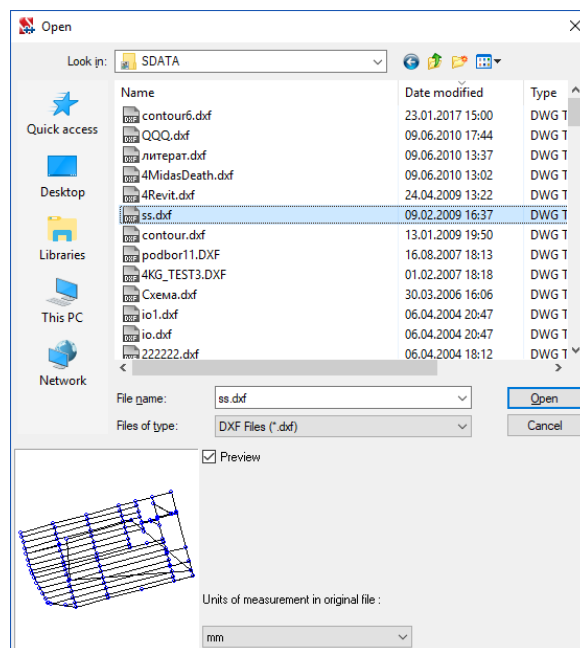 Open
Look in: SDATA
Name Date modified Type
contour6.dxf 23.01.2017 15:00 DWG T
QQQ.dxf 09.06.2010 17:44 DWG T
литерат.dxf 09.06.2010 13:37 DWG T
4MidasDeath.dxf 09.06.2010 13:02 DWG T
4Revit.dxf 24.04.2009 13:22 DWG T
ss.dxf 09.02.2009 16:37 DWG T
contour.dxf 13.01.2009 19:50 DWG T
podbor11.DXF 16.08.2007 18:13 DWG T
4KG_TEST3.DXF 01.02.2007 18:18 DWG T
Схема.dxf 30.03.2006 16:06 DWG T
io1.dxf 06.04.2004 20:47 DWG T
io.dxf 06.04.2004 20:47 DWG T
222222.dxf 06.04.2004 18:12 DWG T
Quick access
Desktop
Libraries
This PC
Network
File name: ss.dxf Open
Files of type: DXF Files (*.dxf) Cancel
Preview
Units of measurement in original file :
mm